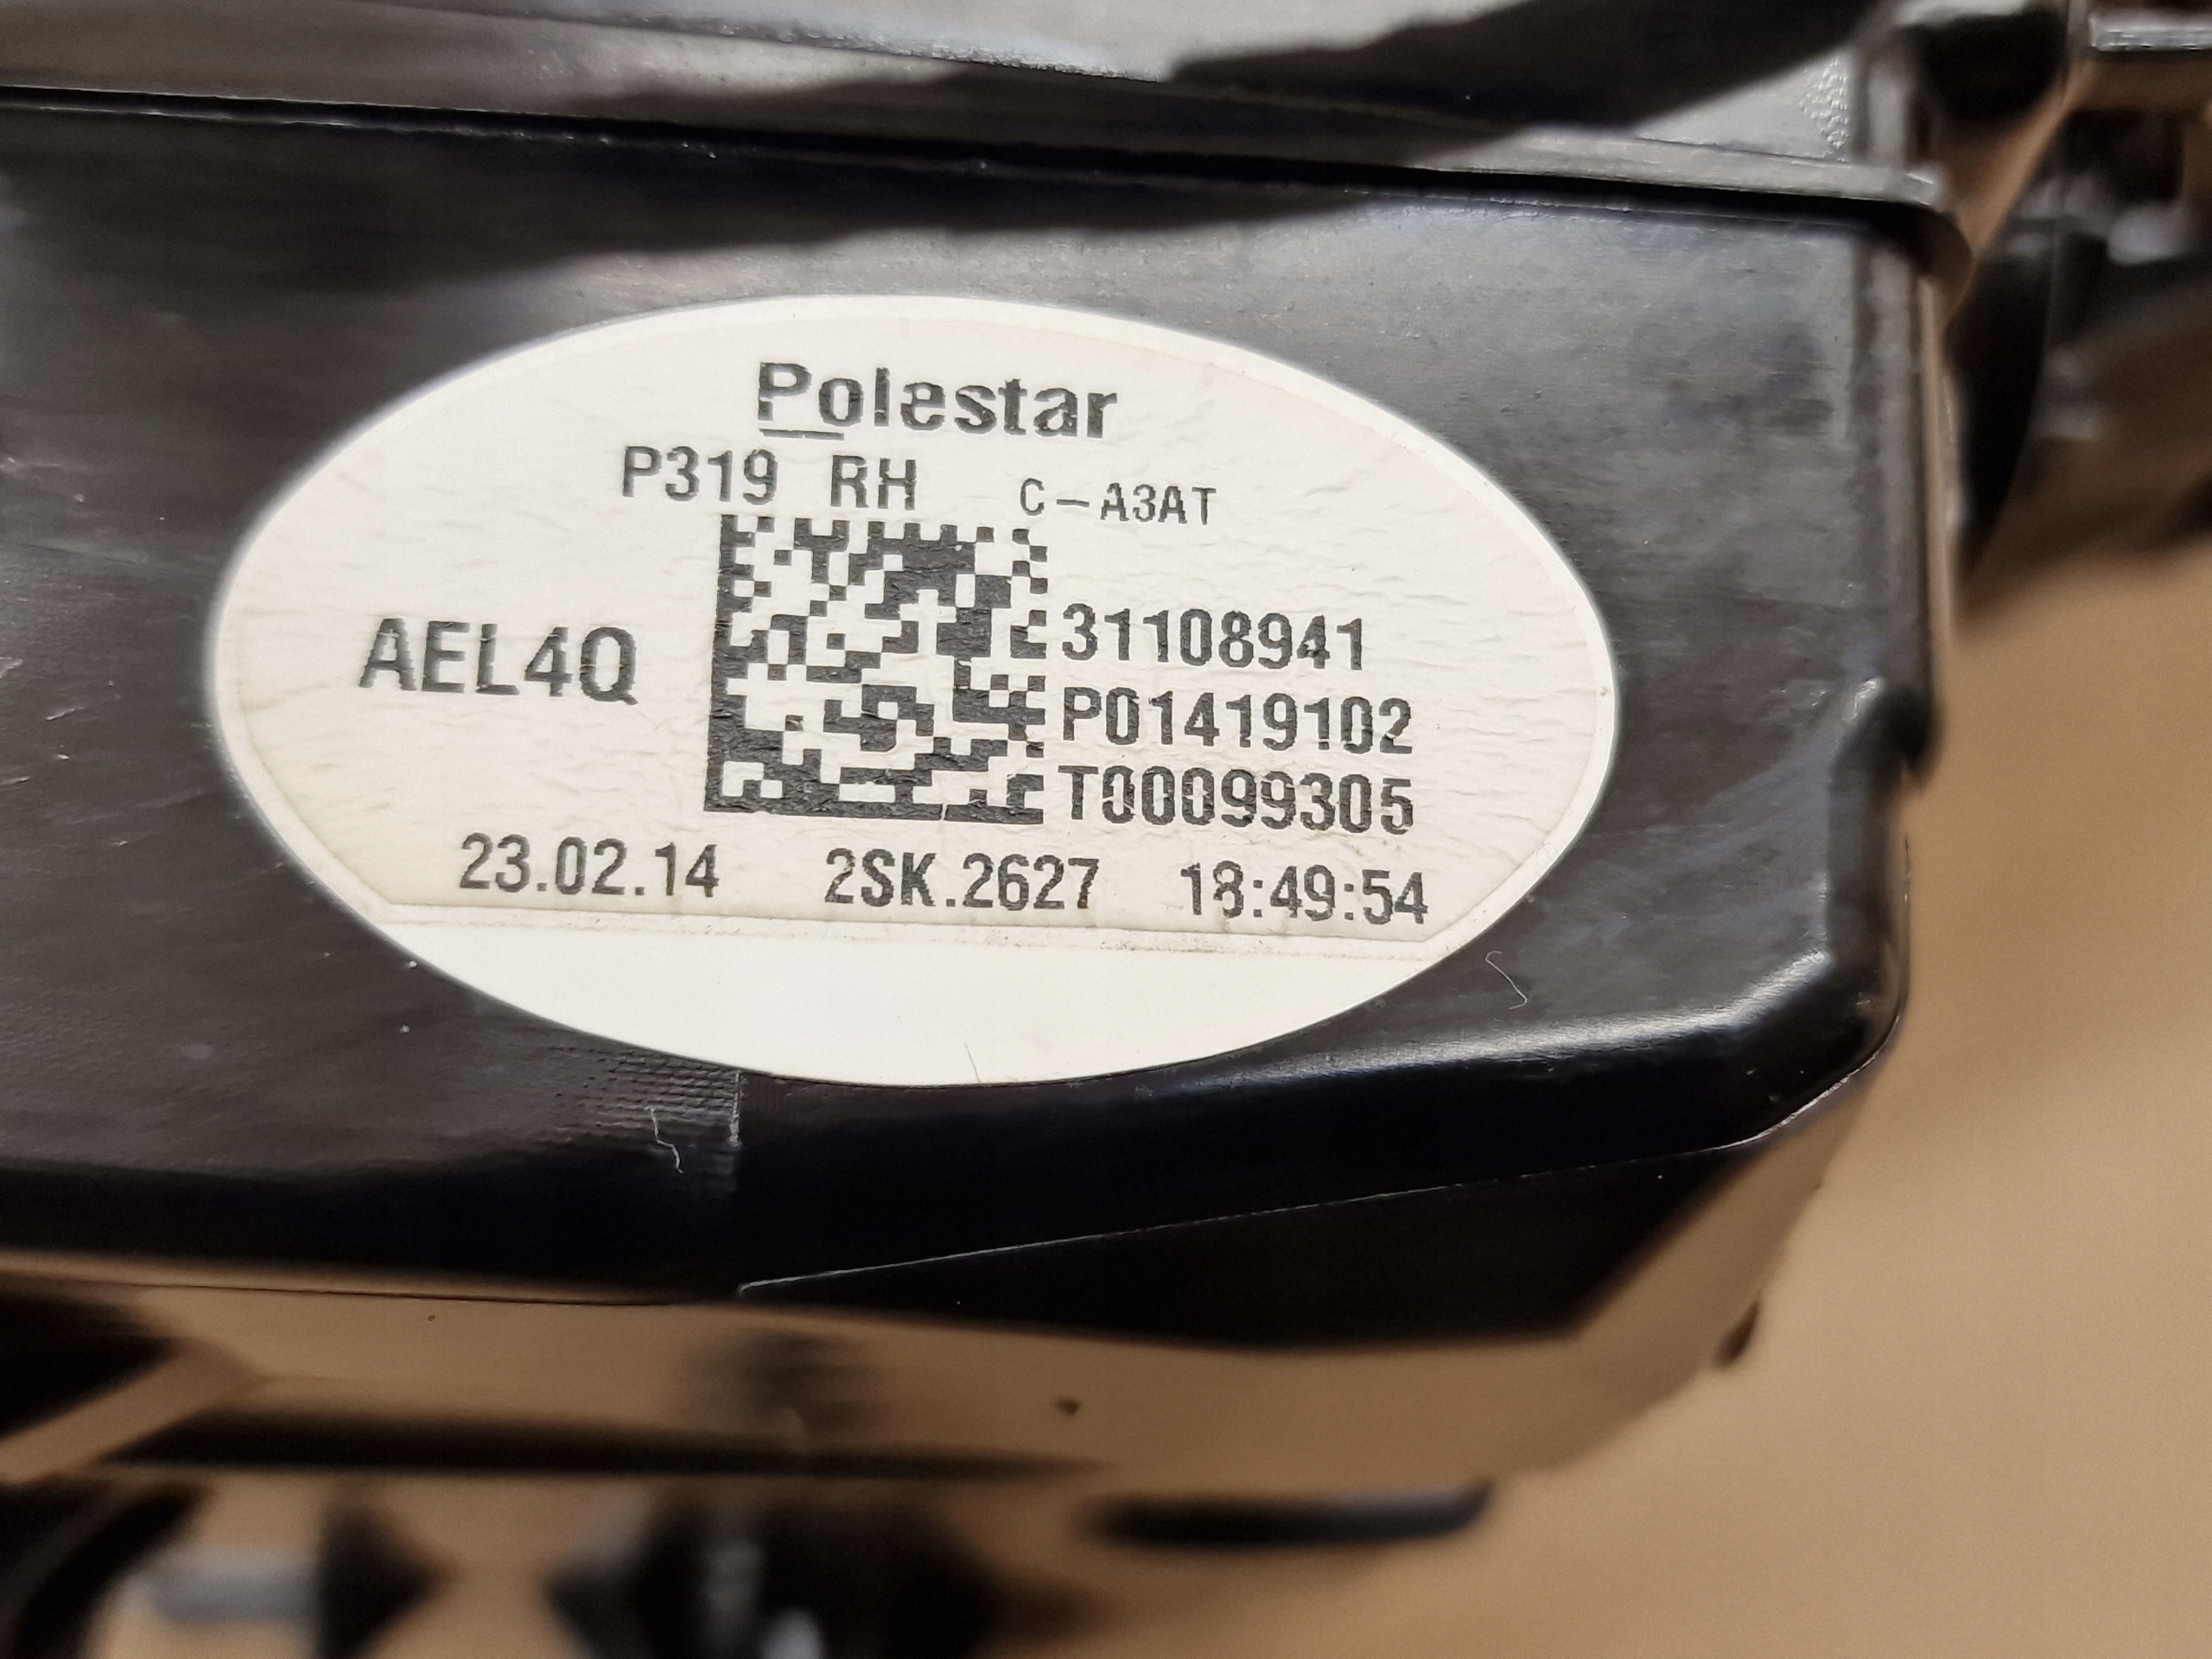 Polestar
P319 RH C-A3AT
AEL4Q
31108941
P01419102
T00099305
23.02.14 2SK.2627 18:49:54